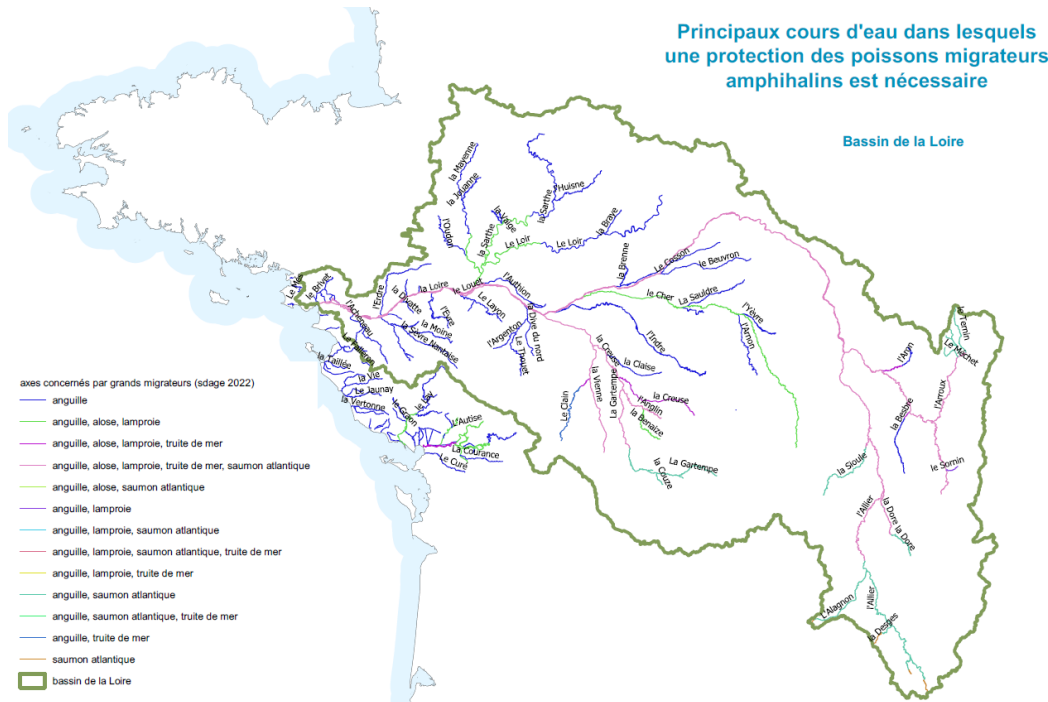 Principaux cours d'eau dans lesquels
une protection des poissons migrateurs
amphihalins est nécessaire
Bassin de la Loire
la Mayenne
la Jouanne
l'Oudon
la Vaige
la Sarthe
la Sarthe
l'Huisne
Le Loir
Le Loir
la Braye
la Brenne
Le Cosson
le Beuvron
le Cher
La Sauldre
l'Yèvre
l'Arnon
l'Indre
Le Mès
le Brivet
l'Erdre
l'Acheneau
la Divatte
la Loire
le Louet
l'Authion
l'Evre
Le Layon
la Moine
la Sèvre Nantaise
l'Argenton
Le Thouet
la Dive du nord
la Creuse
la Claise
la Vienne
La Gartempe
Le Clain
la Creuse
l'Anglin
la Benaize
la Couze
La Gartempe
le Falleron
la Taillée
la Vie
Le Jaunay
la Vertonne
le Graon
le Lay
L'Autise
La Courance
Le Curé
le Ternin
Le Méchet
l'Aron
l'Arroux
la Besbre
le Sornin
la Sioule
l'Allier
la Dore
la Dore
L'Alagnon
l'Allier
la Desges
axes concernés par grands migrateurs (sdage 2022)
anguille
anguille, alose, lamproie
anguille, alose, lamproie, truite de mer
anguille, alose, lamproie, truite de mer, saumon atlantique
anguille, alose, saumon atlantique
anguille, lamproie
anguille, lamproie, saumon atlantique
anguille, lamproie, saumon atlantique, truite de mer
anguille, lamproie, truite de mer
anguille, saumon atlantique
anguille, saumon atlantique, truite de mer
anguille, truite de mer
saumon atlantique
bassin de la Loire